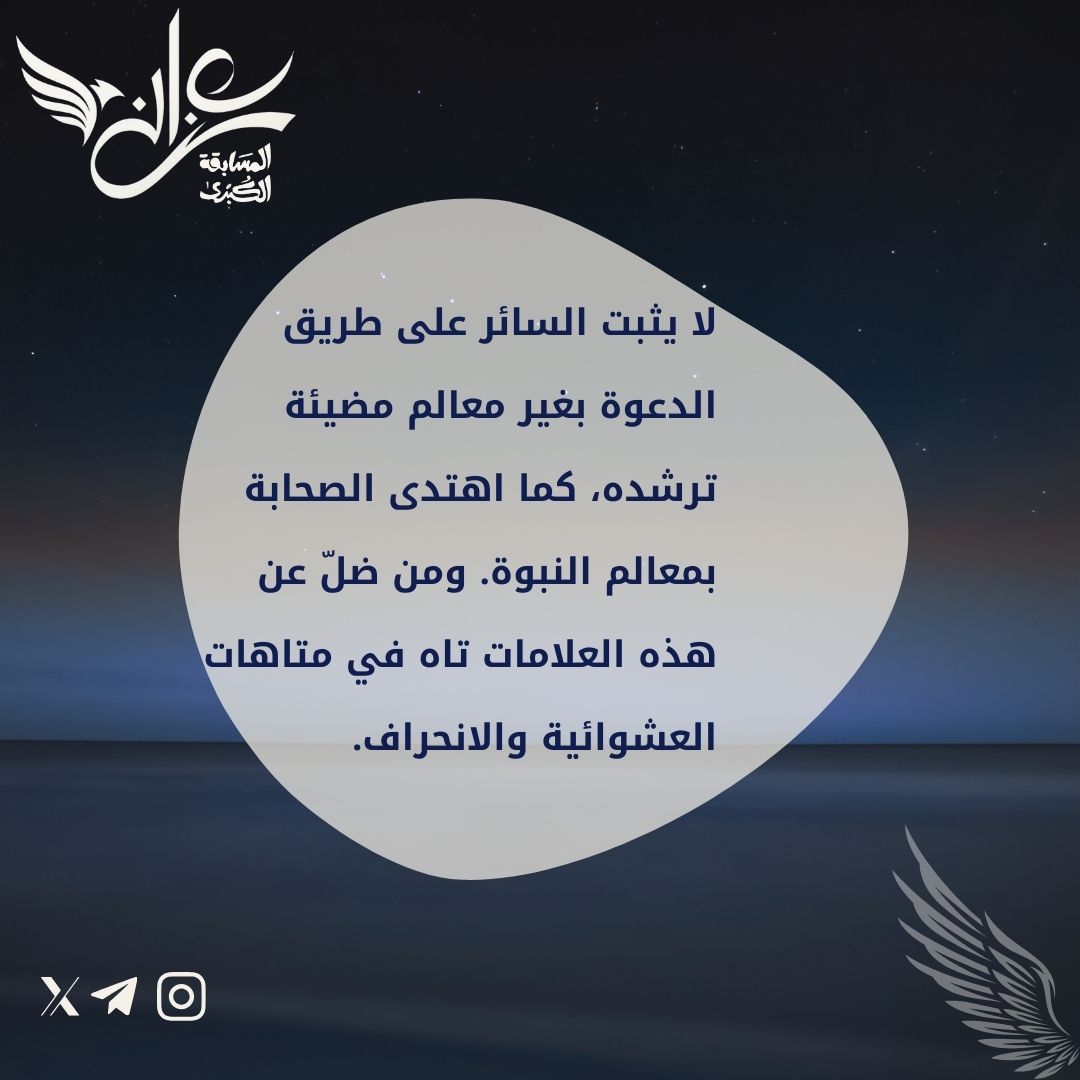 المسابقة
الكبرى
لا يثبت السائر على طريق
الدعوة بغير معالم مضيئة
ترشده، كما اهتدى الصحابة
بمعالم النبوة. ومن ضلّ عن
هذه العلامات تاه في متاهات
العشوائية والانحراف.